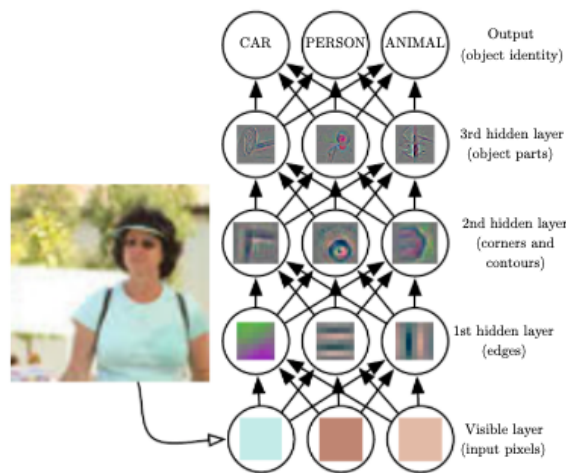 CAR PERSON ANIMAL
Output
(object identity)
3rd hidden layer
(object parts)
2nd hidden layer
(corners and
contours)
1st hidden layer
(edges)
Visible layer
(input pixels)